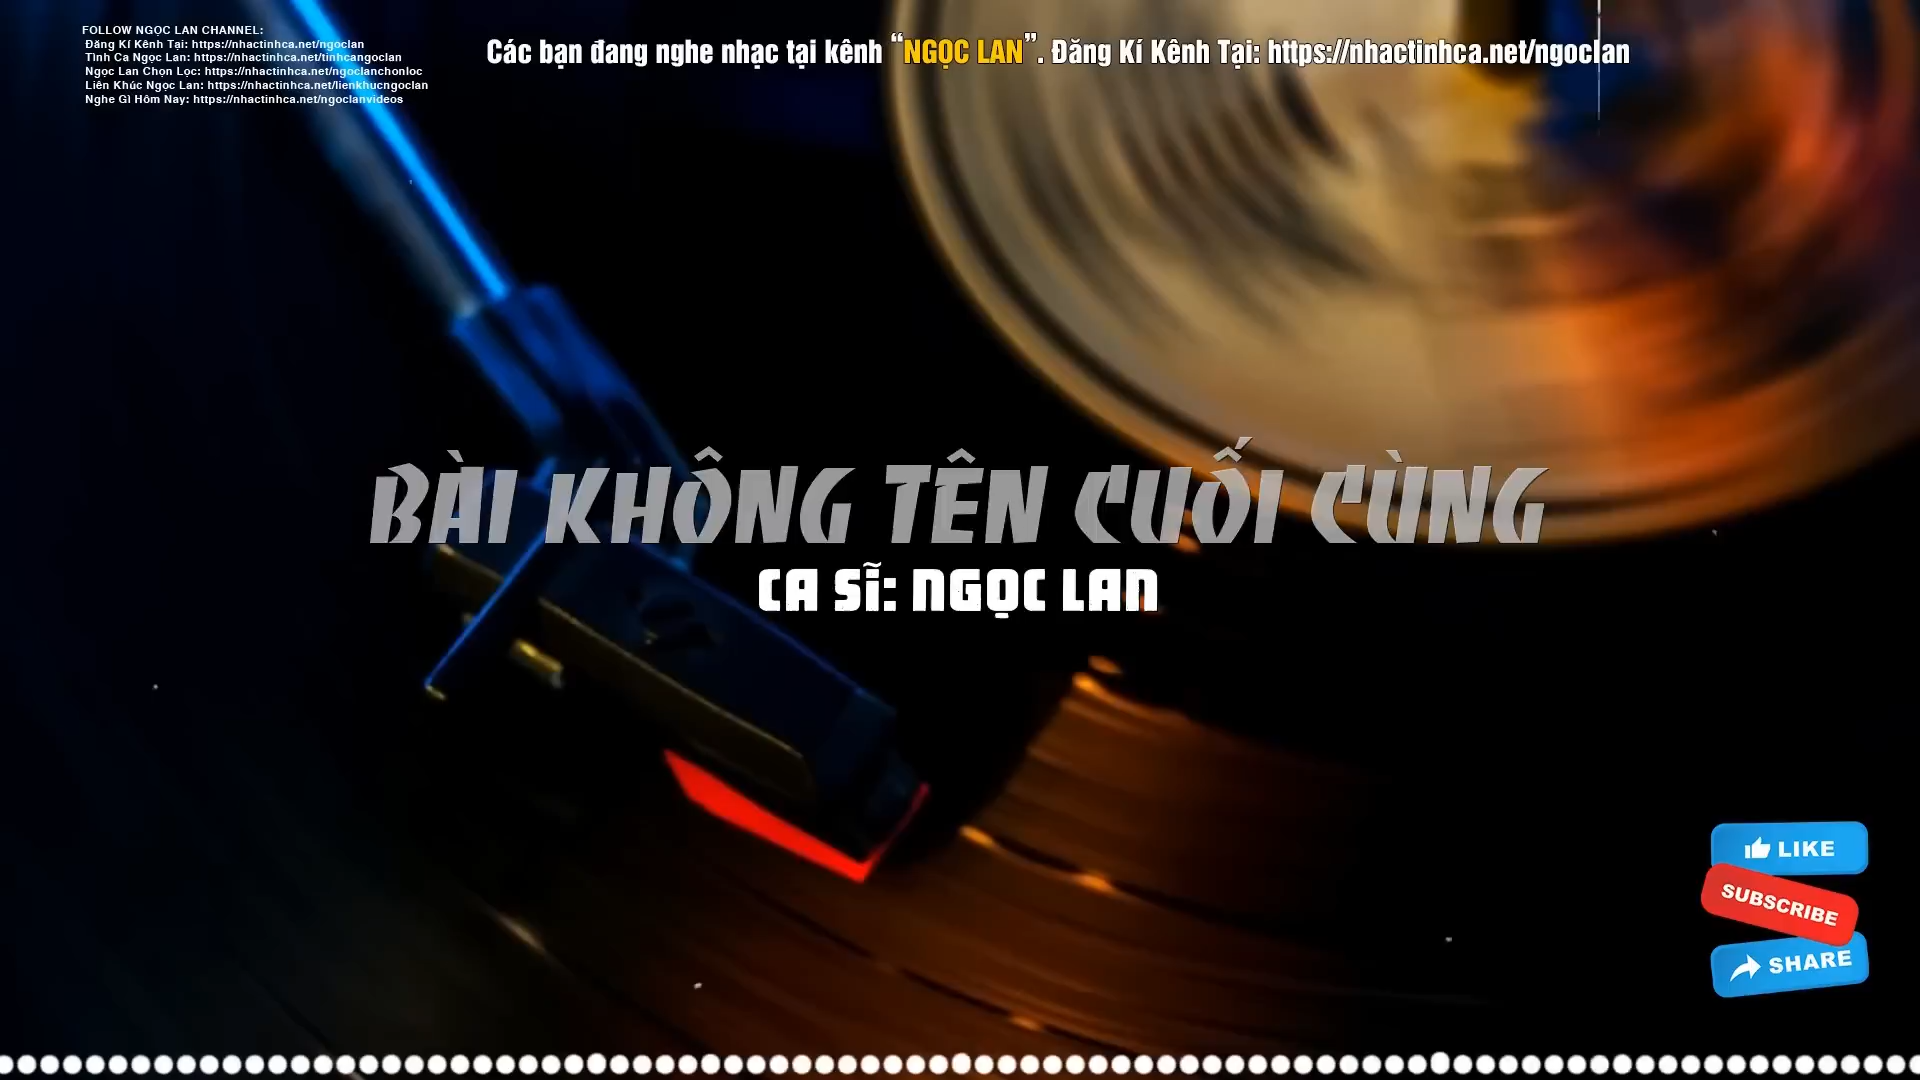 FOLLOW NGỌC LAN CHANNEL:
Đăng Kí Kênh Tại: https://nhactinhca.net/ngoclan
Tình Ca Ngọc Lan: https://nhactinhca.net/tinhcangoclan
Ngọc Lan Chọn Lọc: https://nhactinhca.net/ngoclanchonloc
Liên Khúc Ngọc Lan: https://nhactinhca.net/lienkhucngoclan
Nghe Gì Hôm Nay: https://nhactinhca.net/ngoclanvideos
Các bạn đang nghe nhạc tại kênh “NGỌC LAN”. Đăng Kí Kênh Tại: https://nhactinhca.net/ngoclan
BÀI KHÔNG TÊN CUỐI CÙNG
CA SĨ: NGỌC LAN
LIKE
SUBSCRIBE
SHARE